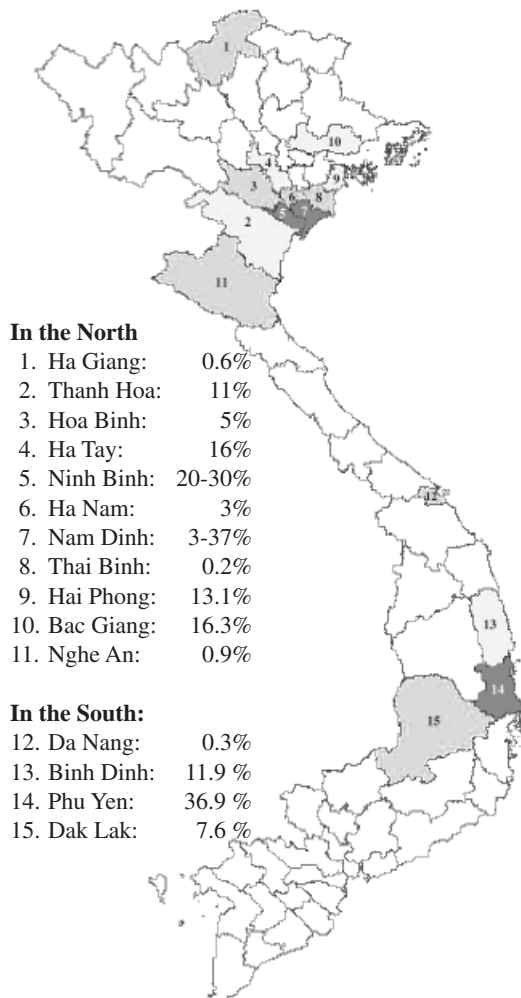 1
10
4
3
9
6
8
5
7
2
11
In the North
1. Ha Giang: 0.6%
2. Thanh Hoa: 11%
3. Hoa Binh: 5%
4. Ha Tay: 16%
5. Ninh Binh: 20-30%
6. Ha Nam: 3%
7. Nam Dinh: 3-37%
8. Thai Binh: 0.2%
9. Hai Phong: 13.1%
10. Bac Giang: 16.3%
11. Nghe An: 0.9%
12
13
14
15
In the South:
12. Da Nang: 0.3%
13. Binh Dinh: 11.9 %
14. Phu Yen: 36.9 %
15. Dak Lak: 7.6 %